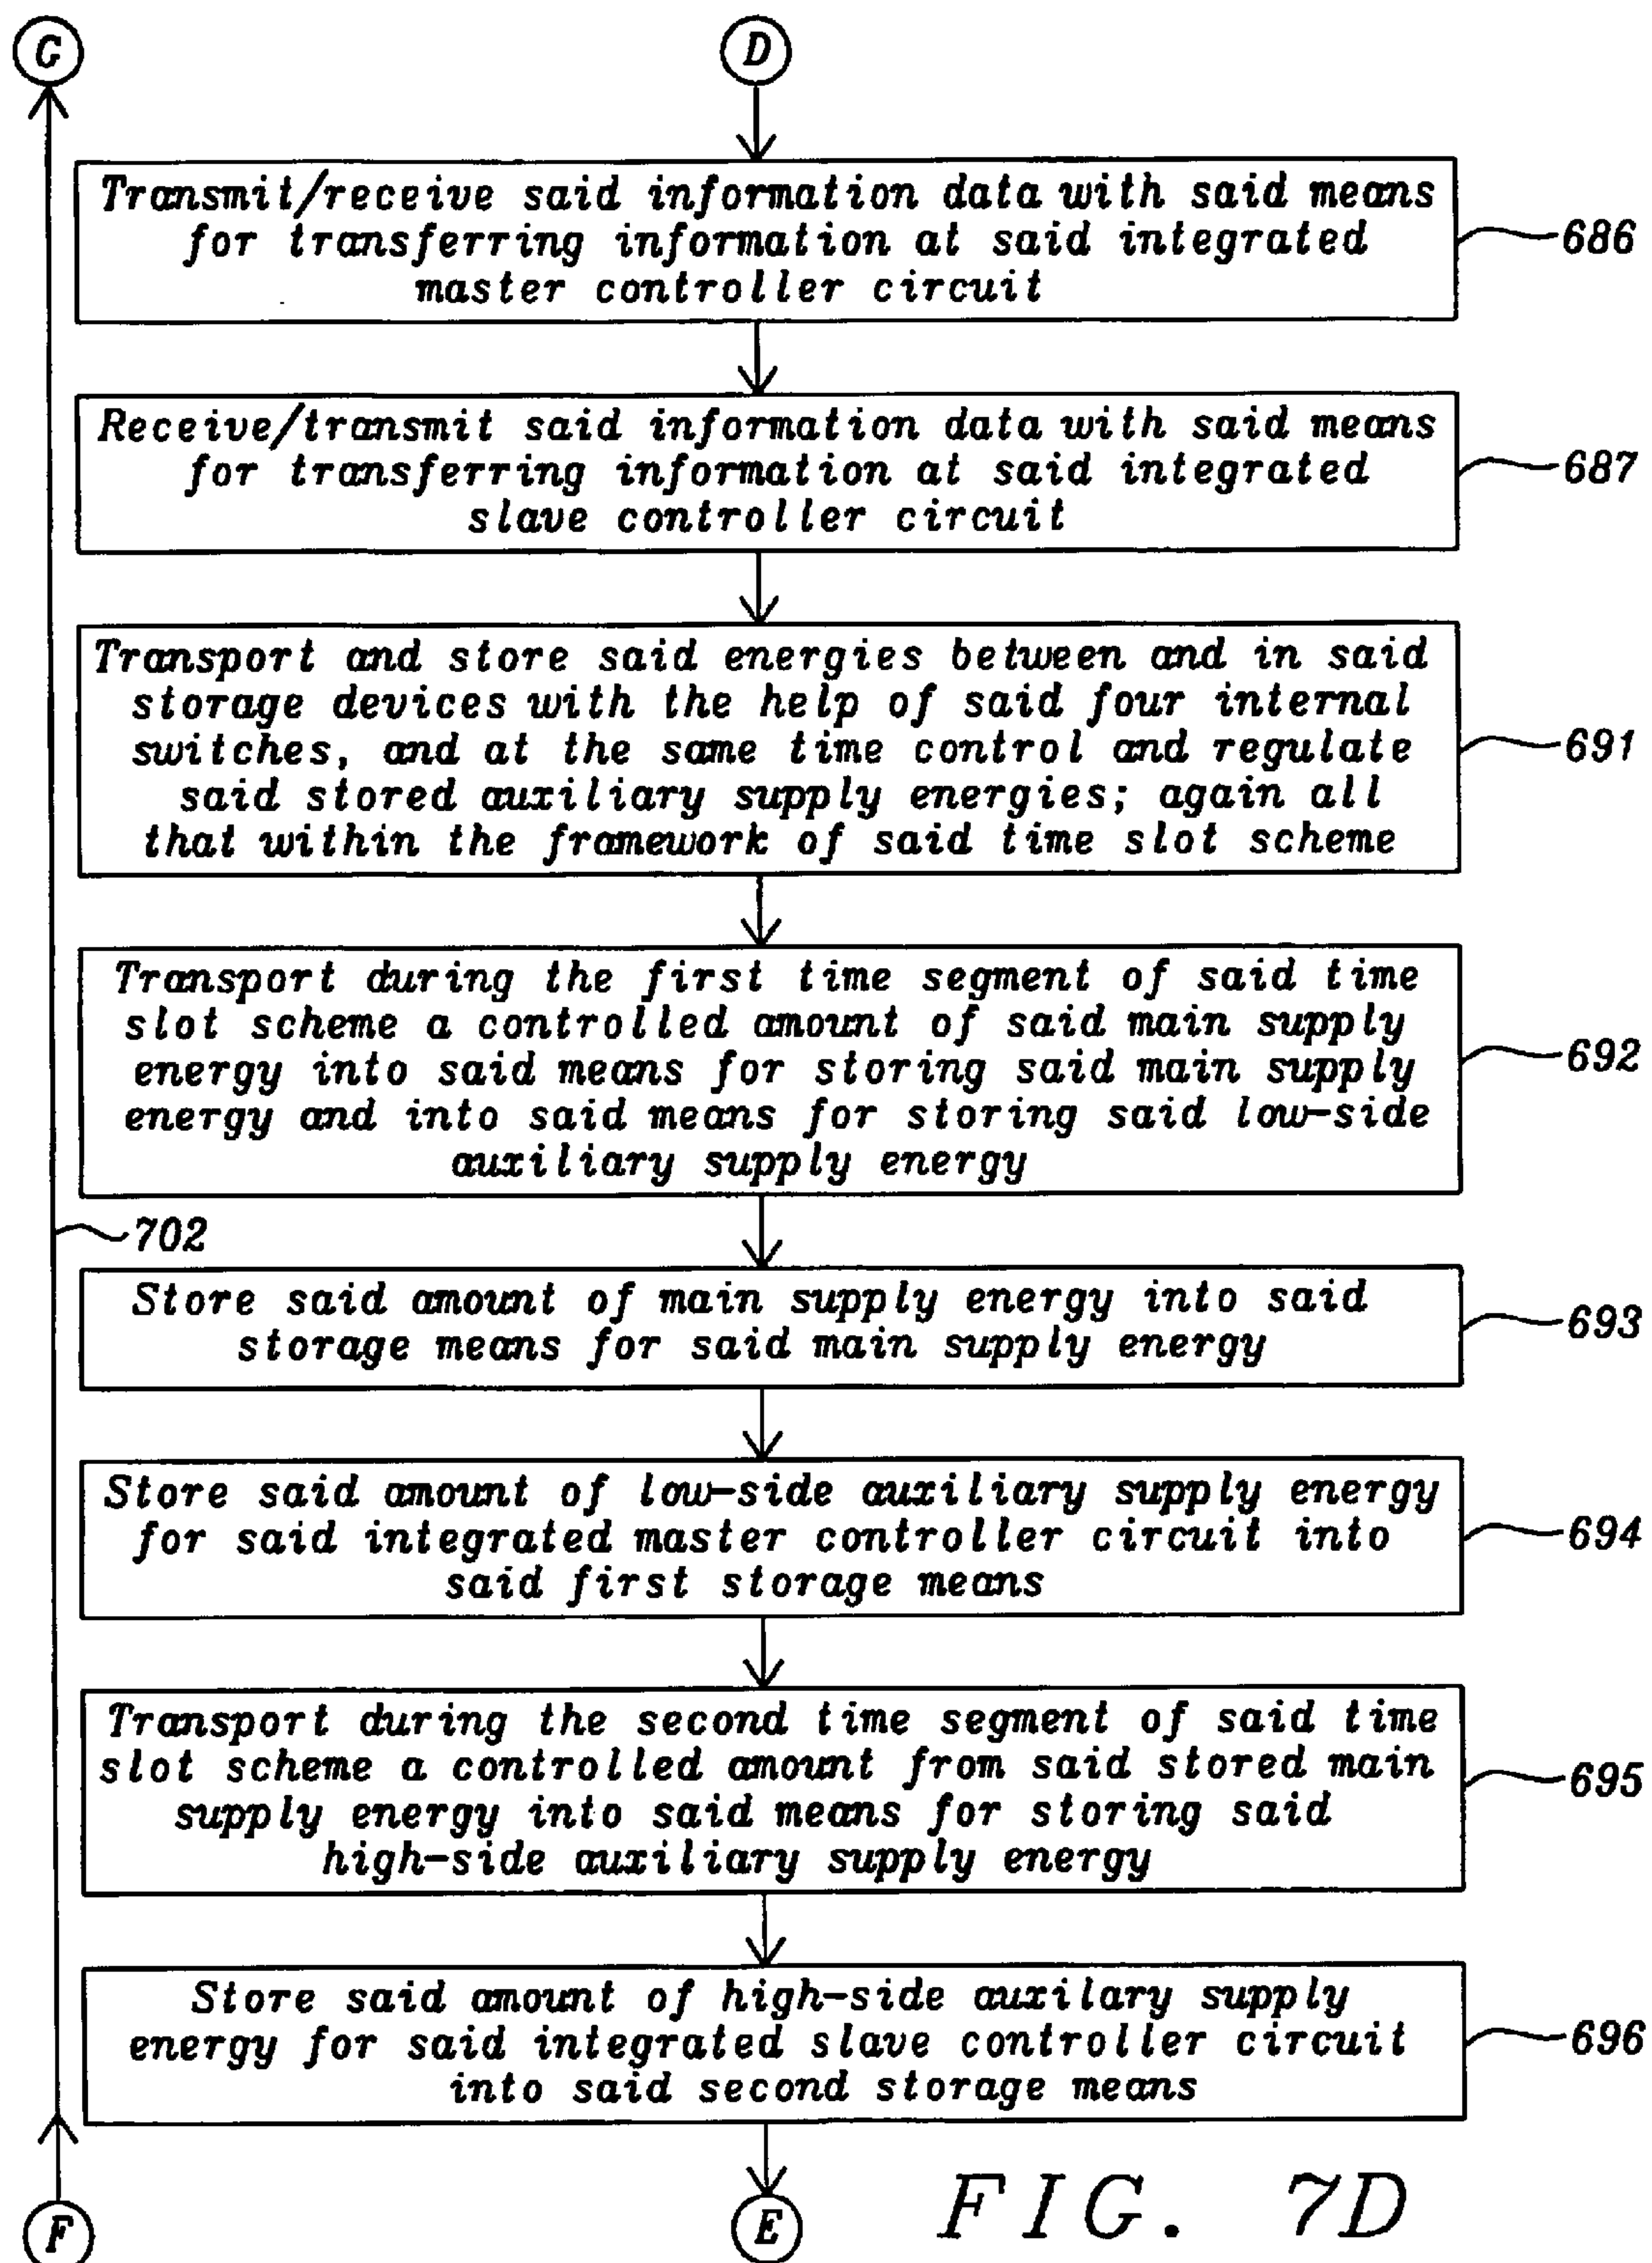 G
D
Transmit/receive said information data with said means
for transferring information at said integrated
master controller circuit
686
Receive/transmit said information data with said means
for transferring information at said integrated
slave controller circuit
687
Transport and store said energies between and in said
storage devices with the help of said four internal
switches, and at the same time control and regulate
said stored auxiliary supply energies; again all
that within the framework of said time slot scheme
691
Transport during the first time segment of said time
slot scheme a controlled amount of said main supply
energy into said means for storing said main supply
energy and into said means for storing said low-side
auxiliary supply energy
692
702
Store said amount of main supply energy into said
storage means for said main supply energy
693
Store said amount of low-side auxiliary supply energy
for said integrated master controller circuit into
said first storage means
694
Transport during the second time segment of said time
slot scheme a controlled amount from said stored main
supply energy into said means for storing said
high-side auxiliary supply energy
695
Store said amount of high-side auxilary supply
energy for said integrated slave controller circuit
into said second storage means
696
F
E
FIG. 7D